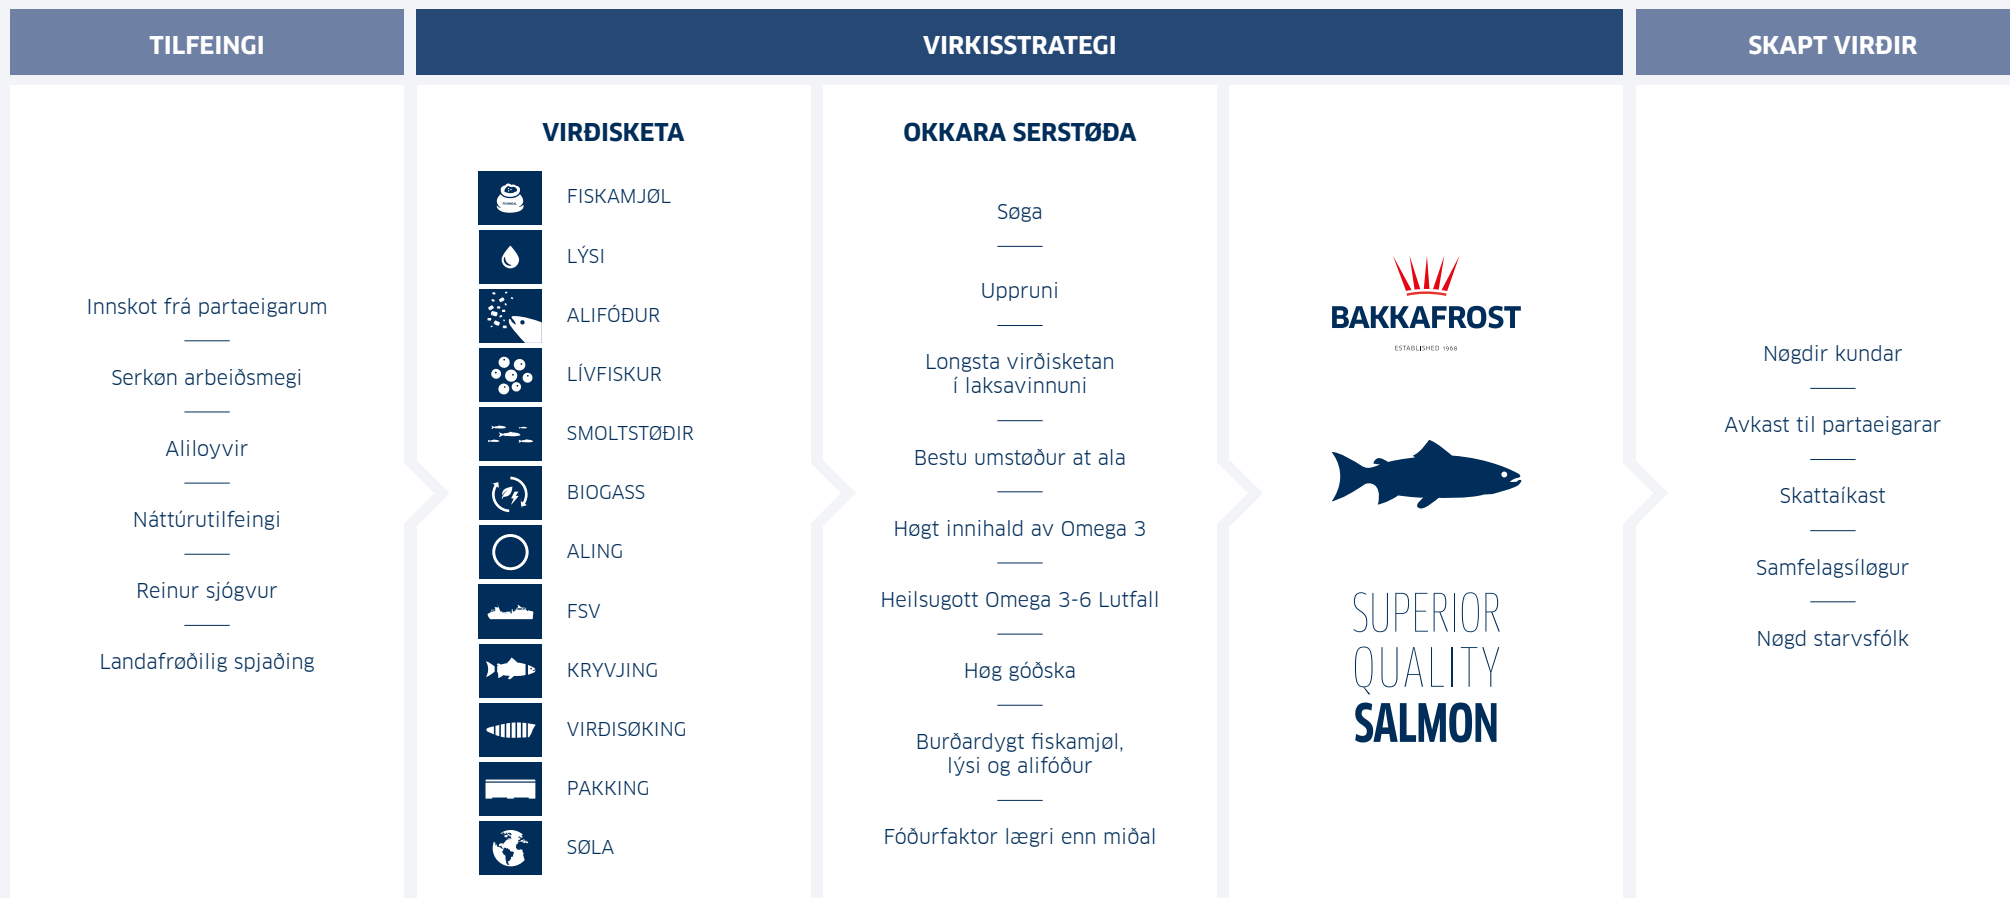 TILFEINGI
VIRKISSTRATEGI
SKAPT VIRÐIR
Innskot frá partaeigarum
Serkøn arbeiðsmegi
Aliloyvir
Náttúrutilfeingi
Reinur sjógvur
Landafrøðilig spjaðing
VIRÐISKETA
FISKAMJØL
LÝSI
ALIFÓÐUR
LÍVFISKUR
SMOLTSTØÐIR
BIOGASS
ALING
FSV
KRYVJING
VIRÐISØKING
PAKKING
SØLA
OKKARA SERSTØÐA
Søga
Uppruni
Longsta virðisketan
í laksavinnuni
Bestu umstøður at ala
Høgt innihald av Omega 3
Heilsugott Omega 3-6 Lutfall
Høg góðska
Burðardygt fiskamjøl,
lýsi og alifóður
Fóðurfaktor lægri enn miðal
BAKKAFROST
ESTABLISHED 1968
SUPERIOR
QUALITY
SALMON
Nøgdir kundar
Avkast til partaeigarar
Skattaíkast
Samfelagsíløgur
Nøgd starvsfólk